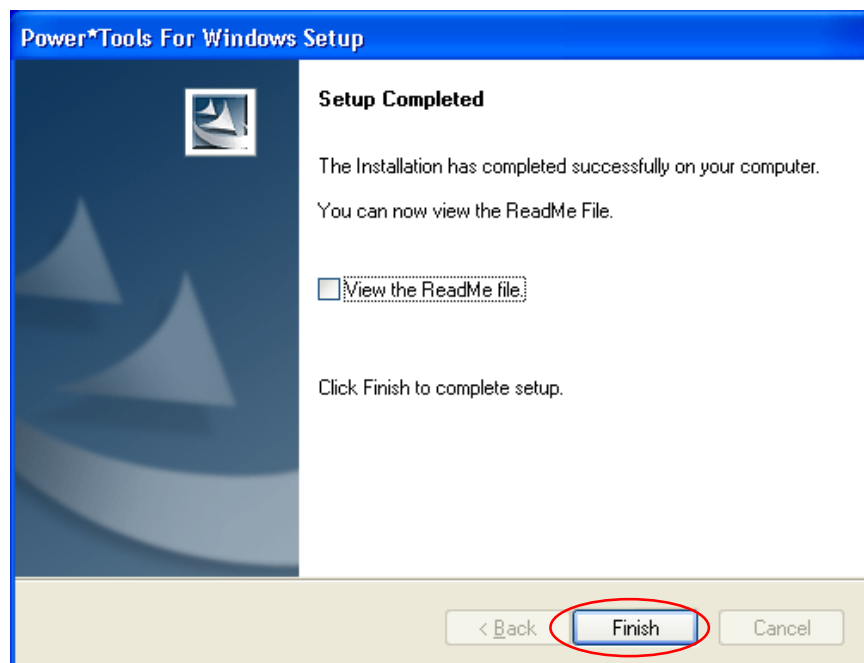 Power*Tools For Windows Setup
Setup Completed
The Installation has completed successfully on your computer.
You can now view the ReadMe File.
View the ReadMe file.
Click Finish to complete setup.
< Back Finish Cancel